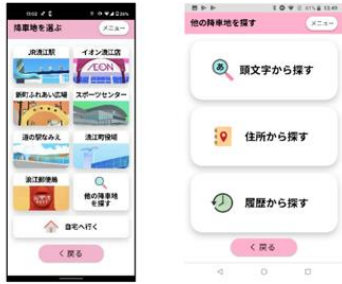 降車地を選ぶ
メニュー
JR浪江駅
イオン浪江店
ÆON
新町ふれあい広場
スポーツセンター
道の駅なみえ
浪江町役場
浪江郵便局
他の降車地
を探す
自宅へ行く
く 戻る
他の降車地を探す
メニュー
あ
頭文字から探す
住所から探す
履歴から探す
く 戻る